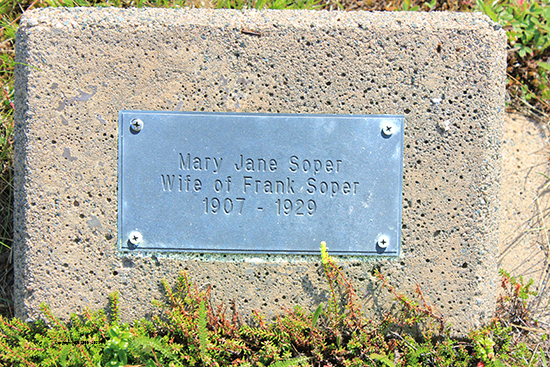 Mary Jane Soper
Wife of Frank Soper
1907 - 1929